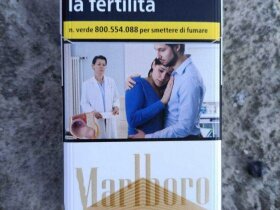 la fertilità
n. verde 800.554.088 per smettere di fumare
Marlboro